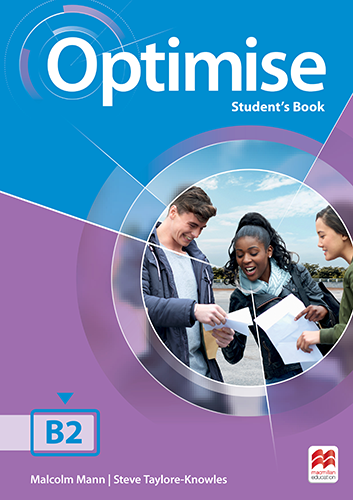 Optimise
Student's Book
B2
Malcolm Mann | Steve Taylore-Knowles
macmillan
education